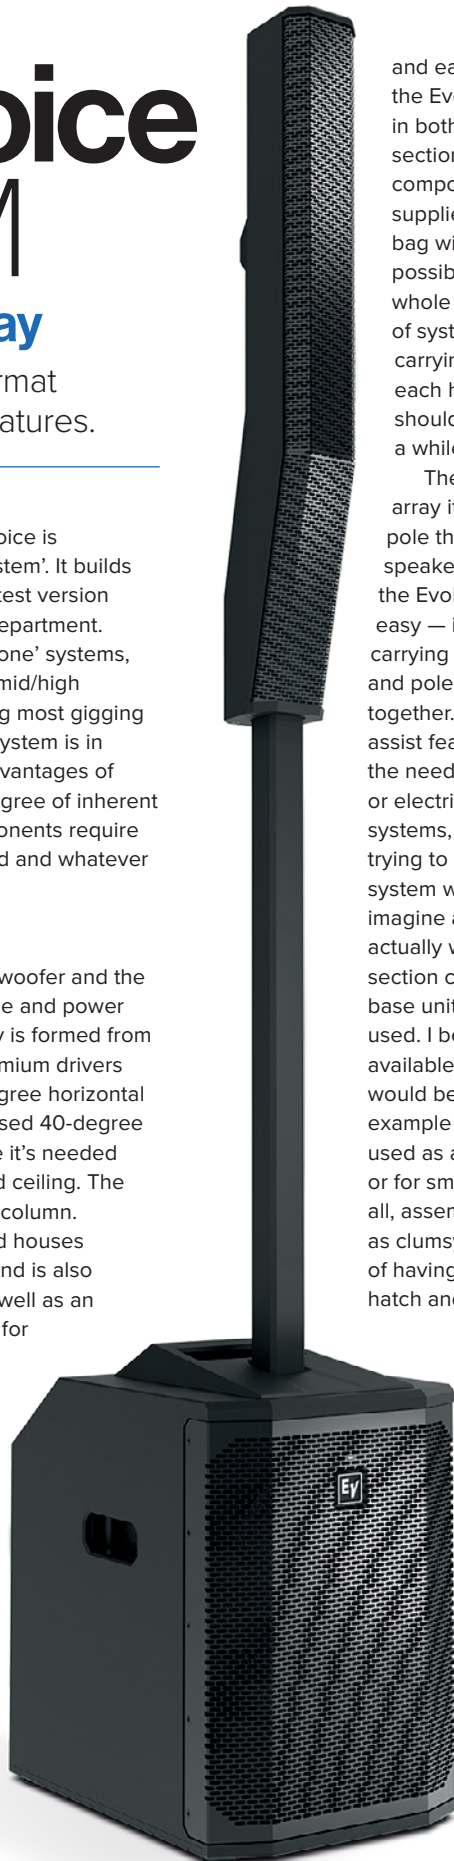 oice
M
ay
rmat
atures.
oice is
stem'. It builds
test version
epartment.
one' systems,
mid/high
g most gigging
ystem is in
vantages of
gree of inherent
onents require
d and whatever
woofer and the
e and power
y is formed from
mium drivers
gree horizontal
sed 40-degree
e it's needed
d ceiling. The
column.
d houses
nd is also
well as an
for
and ea
the Evo
in both
section
compo
supplie
bag wi
possib
whole
of syst
carryin
each h
should
a while
The
array it
pole th
speake
the Evol
easy — i
carrying
and pole
together.
assist fea
the need
or electri
systems,
trying to
system w
imagine a
actually w
section c
base unit
used. I be
available
would be
example
used as a
or for sm
all, assem
as clumsy
of having
hatch and
EV